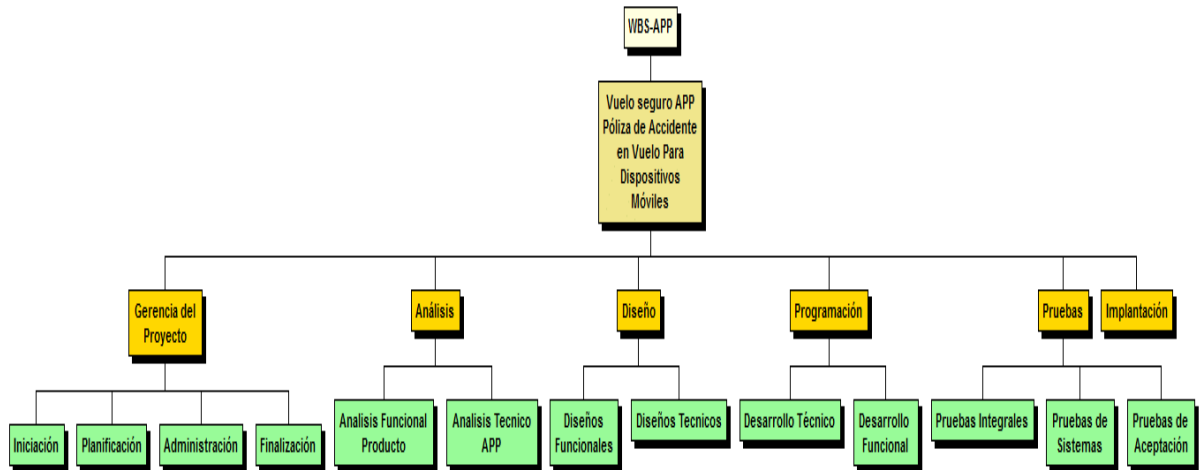 WBS-APP
Vuelo seguro APP
Póliza de Accidente
en Vuelo Para
Dispositivos
Móviles
Gerencia del
Proyecto
Análisis
Diseño
Programación
Pruebas
Implantación
Iniciación
Planificación
Administración
Finalización
Analisis Funcional
Producto
Analisis Tecnico
APP
Diseños
Funcionales
Diseños Tecnicos
Desarrollo Técnico
Desarrollo
Funcional
Pruebas Integrales
Pruebas de
Sistemas
Pruebas de
Aceptación